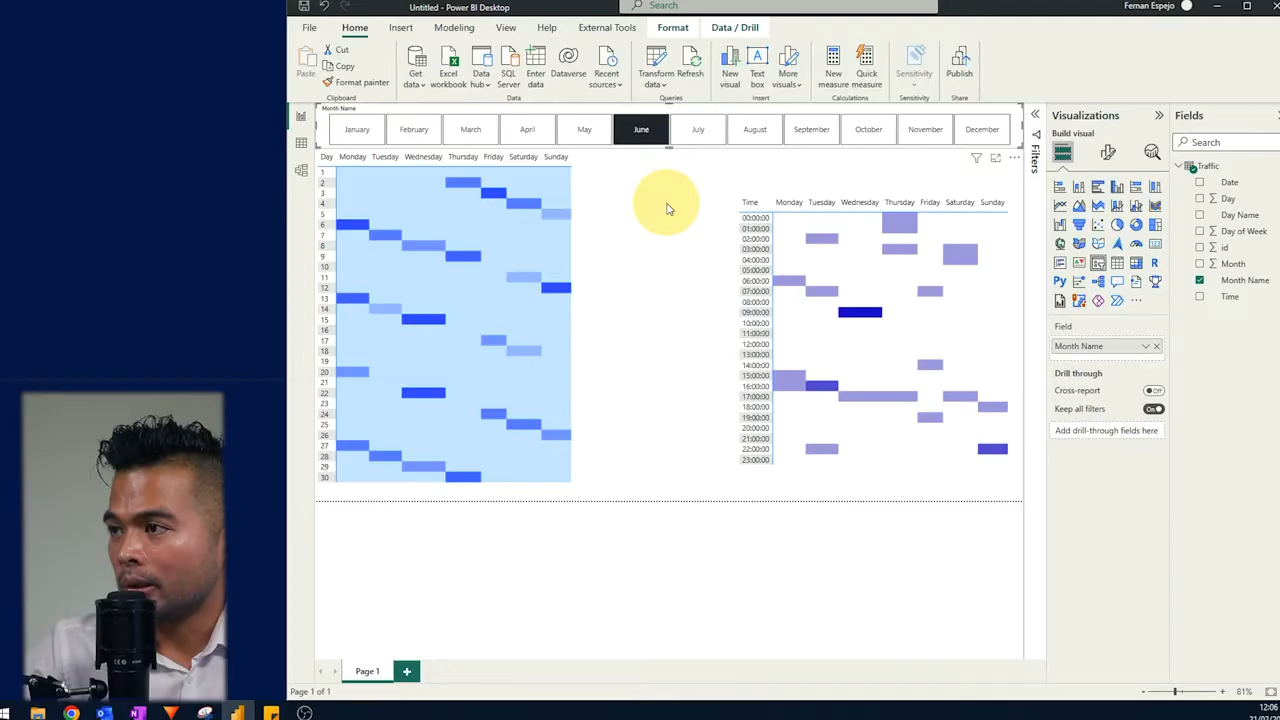 Untitled - Power BI Desktop
Search
Fernan Espejo
File Home Insert Modeling View Help External Tools Format Data / Drill
Paste
Cut
Copy
Format painter
Clipboard
Get data
Excel workbook
Data hub
SQL Server
Enter data
Dataverse
Recent sources
Data
Transform data
Refresh
Queries
New visual
Text box
More visuals
Insert
New measure
Quick measure
Calculations
Sensitivity
Sensitivity
Publish
Share
Month Name
January February March April May June July August September October November December
Day Monday Tuesday Wednesday Thursday Friday Saturday Sunday
1
2
3
4
5
6
7
8
9
10
11
12
13
14
15
16
17
18
19
20
21
22
23
24
25
26
27
28
29
30
Time Monday Tuesday Wednesday Thursday Friday Saturday Sunday
00:00:00
01:00:00
02:00:00
03:00:00
04:00:00
05:00:00
06:00:00
07:00:00
08:00:00
09:00:00
10:00:00
11:00:00
12:00:00
13:00:00
14:00:00
15:00:00
16:00:00
17:00:00
18:00:00
19:00:00
20:00:00
21:00:00
22:00:00
23:00:00
Filters
Visualizations
Build visual
R
Py
Field
Month Name
Drill through
Cross-report
Off
Keep all filters
On
Add drill-through fields here
Fields
Search
Traffic
Date
Day
Day Name
Day of Week
id
Month
Month Name
Time
Page 1
Page 1 of 1
81%
12:06